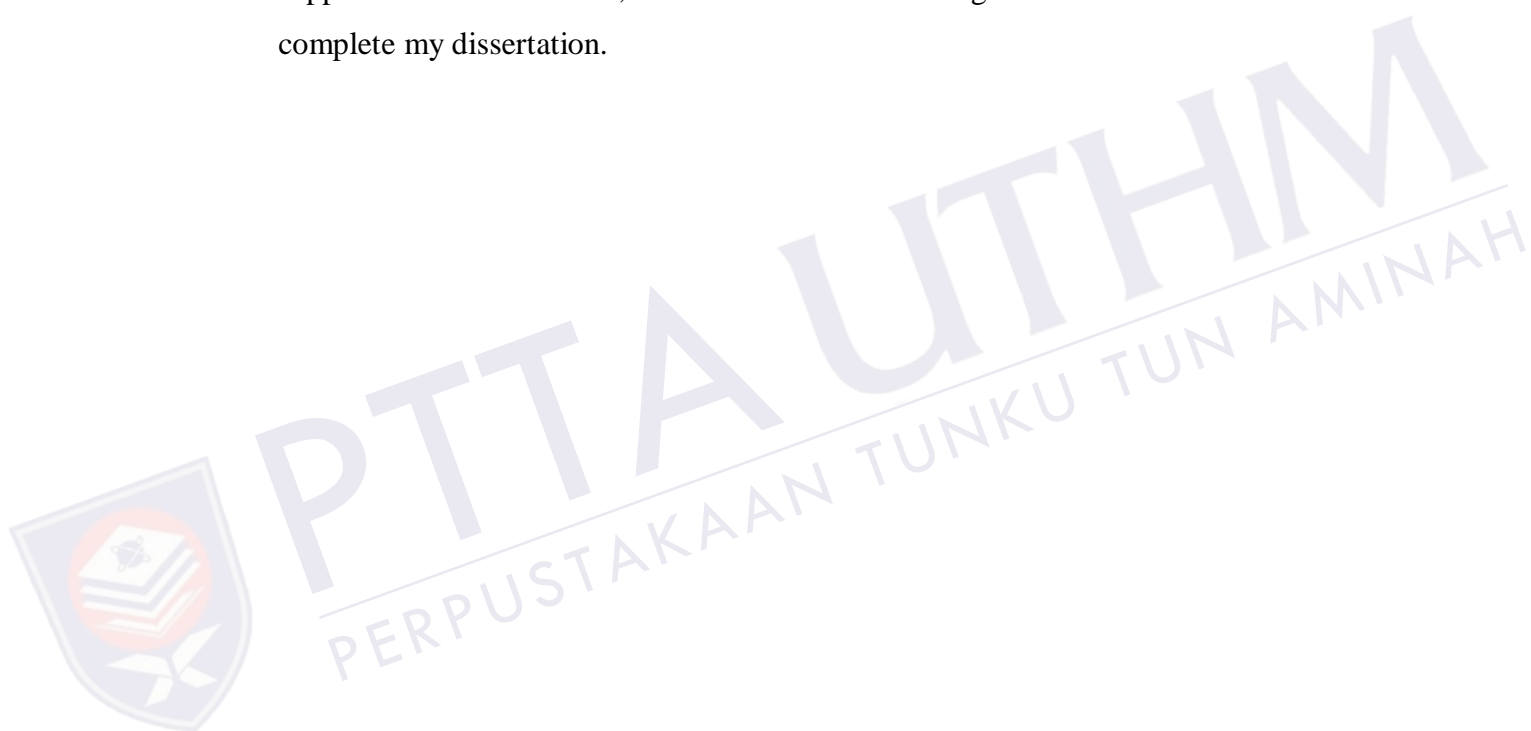 complete my dissertation.
PTTA UTHM
PERPUSTAKAAN TUNKU TUN AMINAH